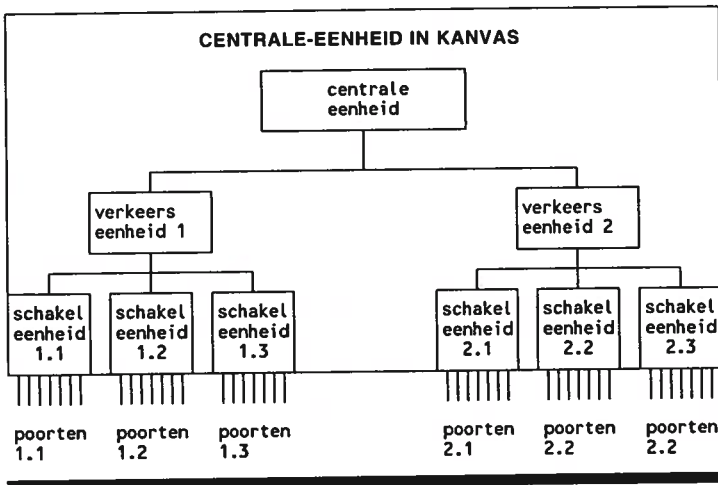 CENTRALE-EENHEID IN KANVAS
centrale
eenheid
verkeers
eenheid 1
verkeers
eenheid 2
schakel
eenheid
1.1
schakel
eenheid
1.2
schakel
eenheid
1.3
schakel
eenheid
2.1
schakel
eenheid
2.2
schakel
eenheid
2.3
poorten
1.1
poorten
1.2
poorten
1.3
poorten
2.1
poorten
2.2
poorten
2.2